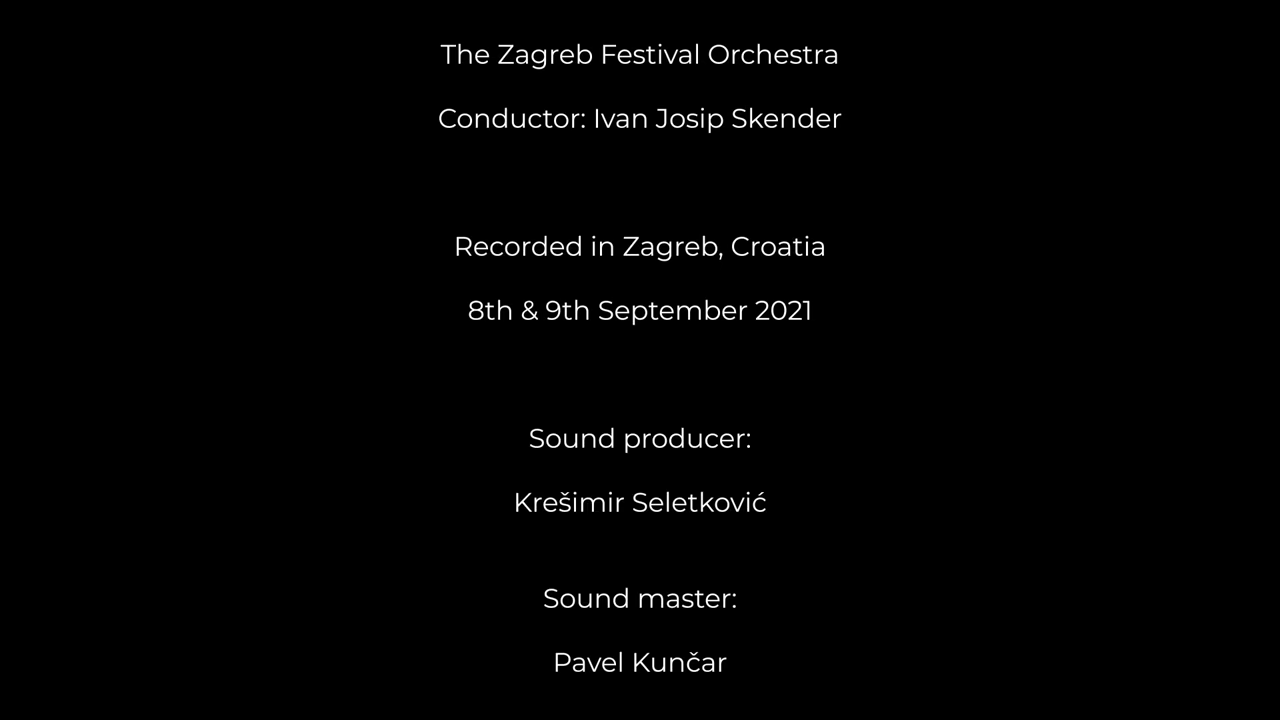 The Zagreb Festival Orchestra
Conductor: Ivan Josip Skender
Recorded in Zagreb, Croatia
8th & 9th September 2021
Sound producer:
Krešimir Seletković
Sound master:
Pavel Kunčar